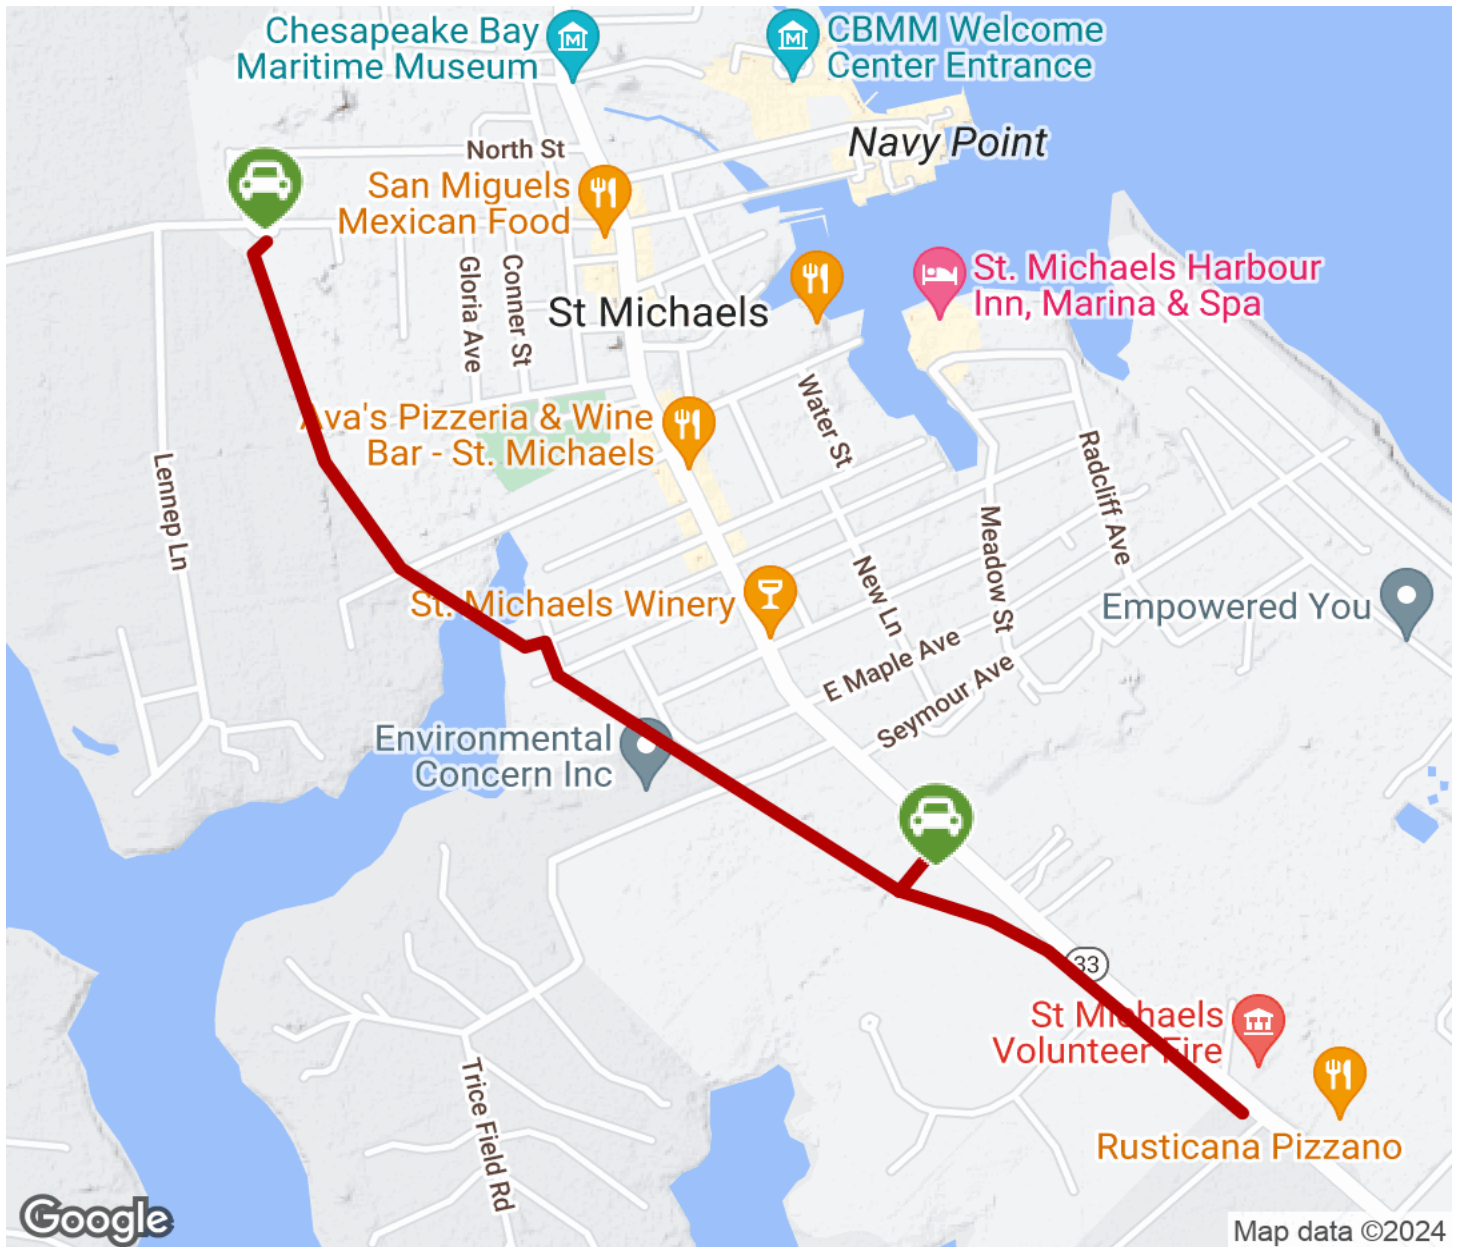 Chesapeake Bay
Maritime Museum
CBMM Welcome
Center Entrance
North St
Navy Point
San Miguels
Mexican Food
Gloria Ave
Conner St
St Michaels
St. Michaels Harbour
Inn, Marina & Spa
Ava's Pizzeria & Wine
Bar - St. Michaels
Water St
Radcliff Ave
Lennep Ln
Meadow St
New Ln
St. Michaels Winery
Empowered You
E Maple Ave
Seymour Ave
Environmental
Concern Inc
33
St Michaels
Volunteer Fire
Trice Field Rd
Rusticana Pizzano
Google
Map data ©2024